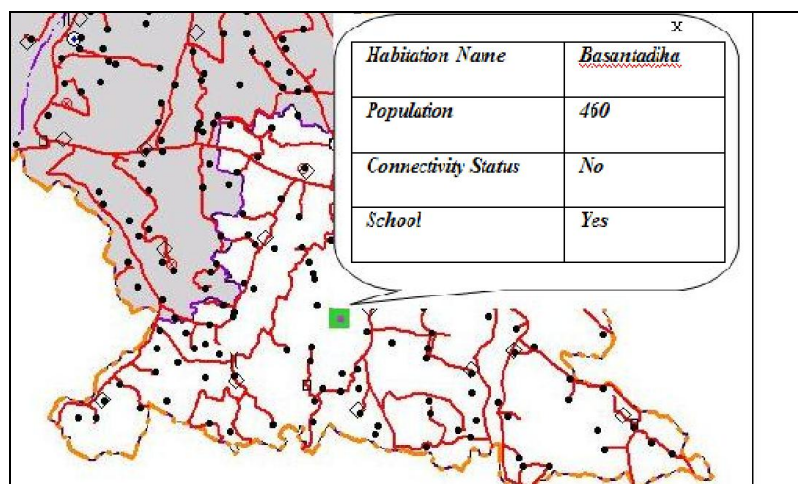 x
Habitation Name Basantadiha
Population 460
Connectivity Status No
School Yes